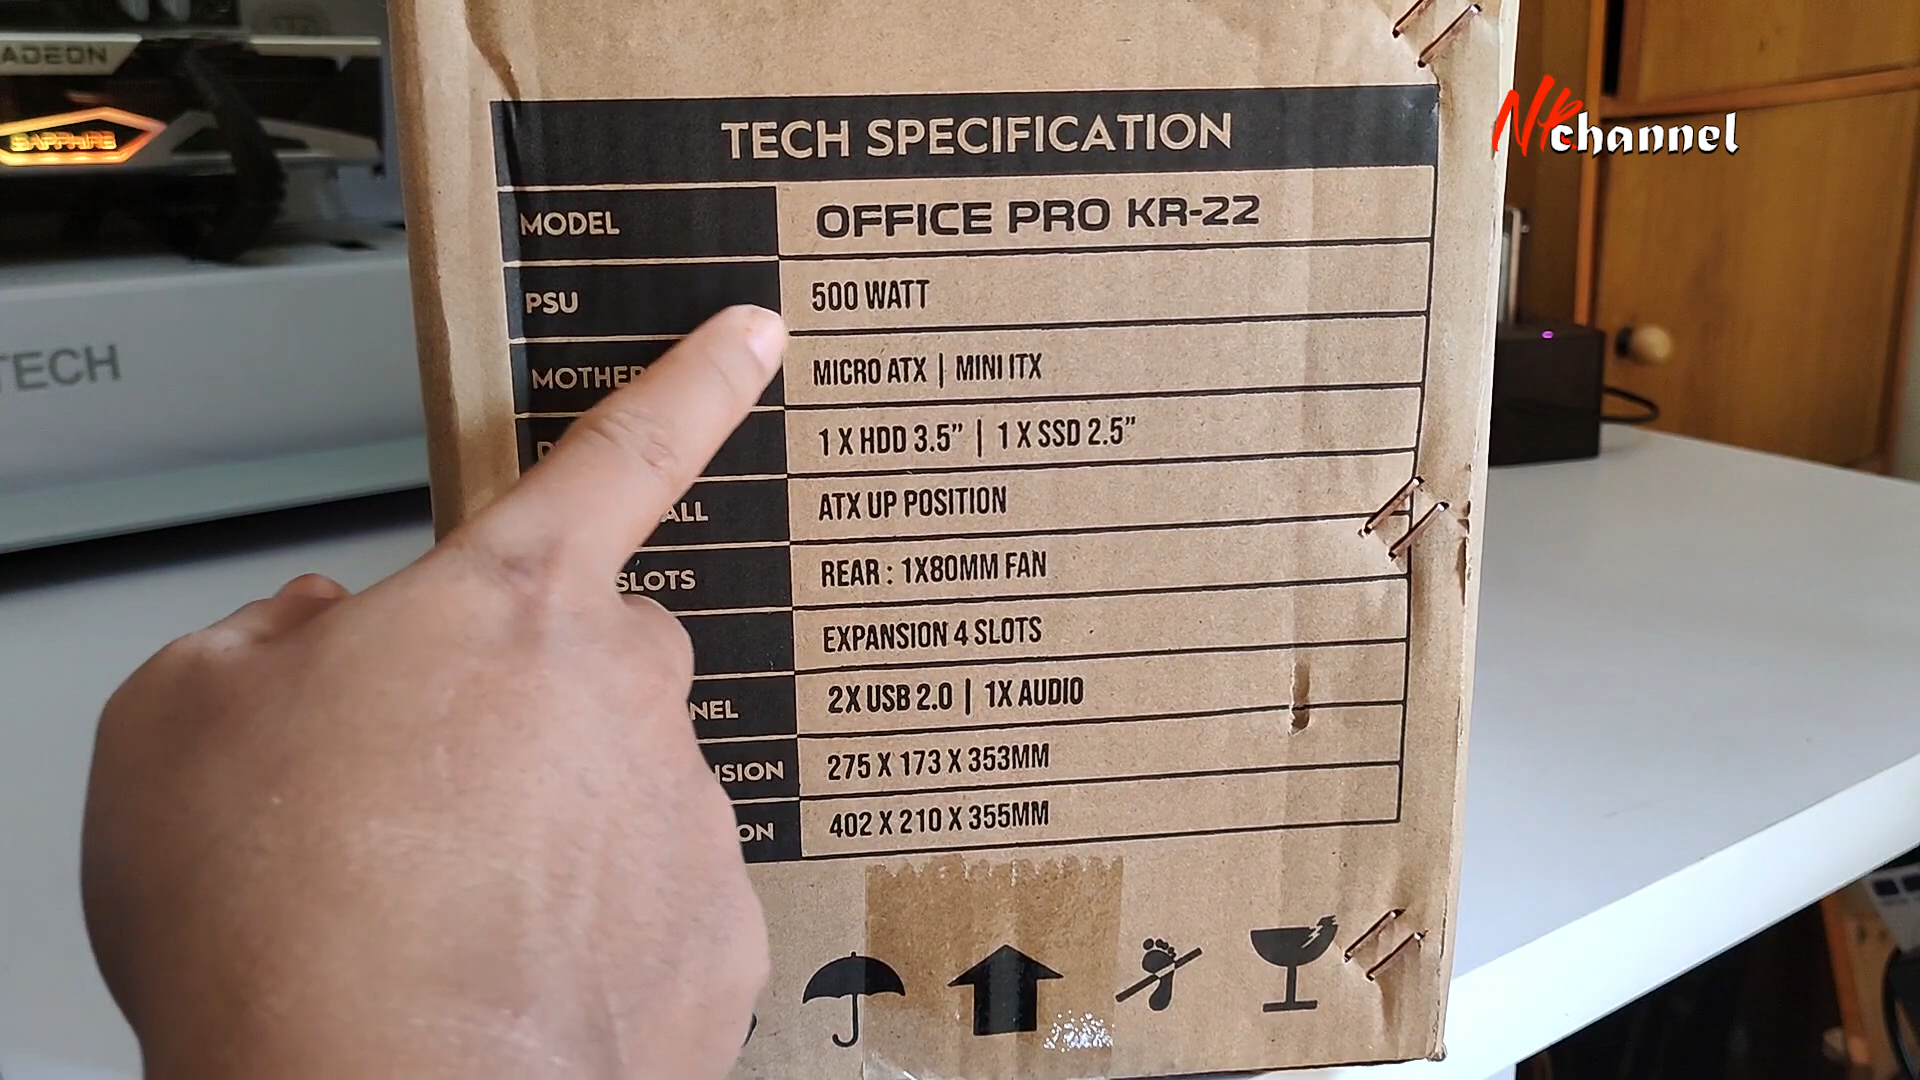 ADEON
SAPPHIRE
TECH
NR channel
TECH SPECIFICATION
MODEL OFFICE PRO KR-22
PSU 500 WATT
MOTHER MICRO ATX | MINI ITX
1 X HDD 3.5” | 1 X SSD 2.5”
ALL ATX UP POSITION
SLOTS REAR : 1X80MM FAN
EXPANSION 4 SLOTS
NEL 2X USB 2.0 | 1X AUDIO
NSION 275 X 173 X 353MM
ON 402 X 210 X 355MM